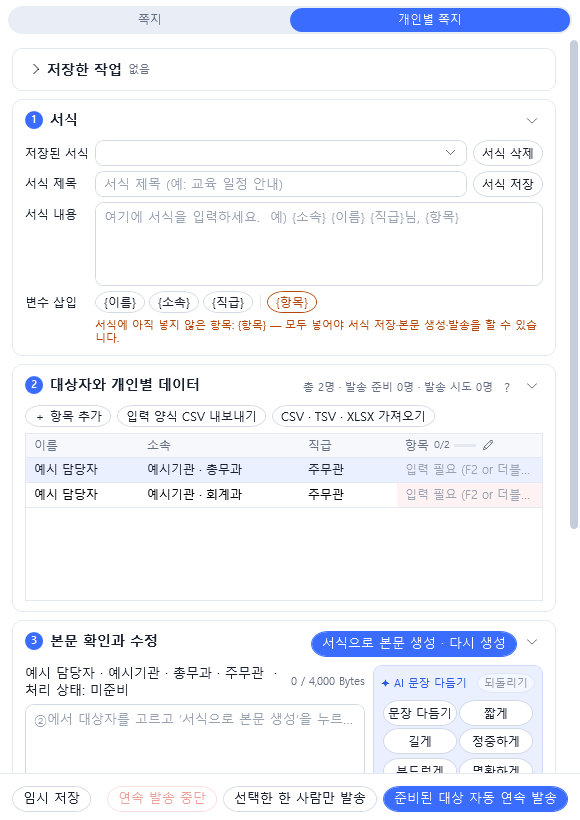 쪽지 개인별 쪽지
저장한 작업 없음
1 서식
저장된 서식 서식 삭제
서식 제목 서식 제목 (예: 교육 일정 안내) 서식 저장
서식 내용 여기에 서식을 입력하세요. 예) {소속} {이름} {직급}님, {항목}
변수 삽입 {이름} {소속} {직급} {항목}
서식에 아직 넣지 않은 항목: {항목} — 모두 넣어야 서식 저장·본문 생성·발송을 할 수 있습
니다.
2 대상자와 개인별 데이터 총 2명 · 발송 준비 0명 · 발송 시도 0명 ?
+ 항목 추가 입력 양식 CSV 내보내기 CSV · TSV · XLSX 가져오기
이름 소속 직급 항목 0/2
예시 담당자 예시기관 · 총무과 주무관 입력 필요 (F2 or 더블...
예시 담당자 예시기관 · 회계과 주무관 입력 필요 (F2 or 더블...
3 본문 확인과 수정 서식으로 본문 생성 · 다시 생성
예시 담당자 · 예시기관 · 총무과 · 주무관 ·
처리 상태: 미준비
0 / 4,000 Bytes
②에서 대상자를 고르고 '서식으로 본문 생성'을 누르...
AI 문장 다듬기 되돌리기
문장 다듬기 짧게
길게 정중하게
부드럽게 명확하게
임시 저장 연속 발송 중단 선택한 한 사람만 발송 준비된 대상 자동 연속 발송